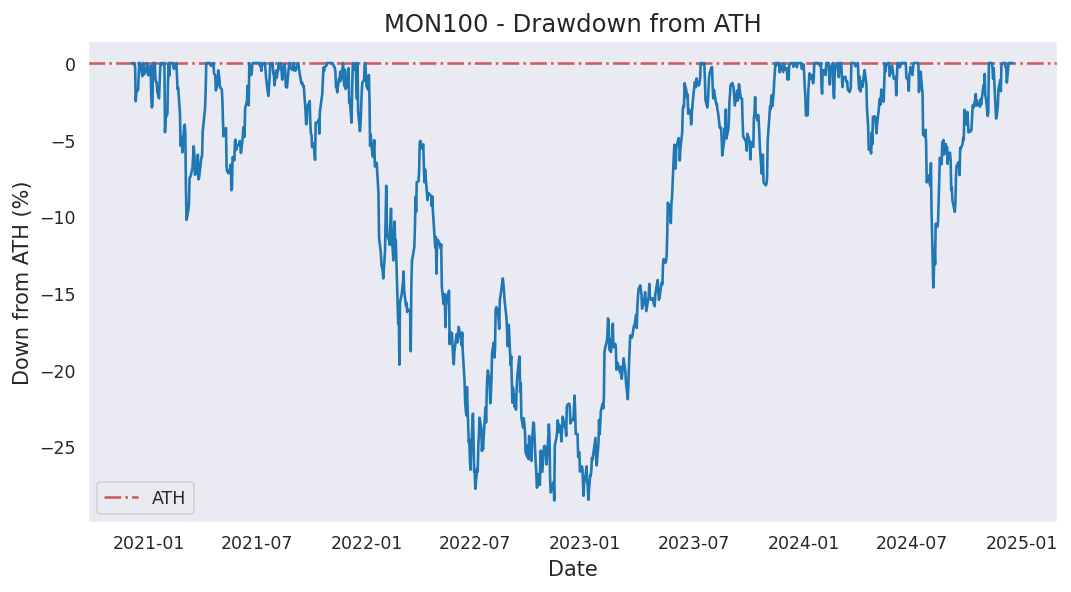 MON100 - Drawdown from ATH
Down from ATH (%)
0
−5
−10
−15
−20
−25
ATH
2021-01 2021-07 2022-01 2022-07 2023-01 2023-07 2024-01 2024-07 2025-01
Date